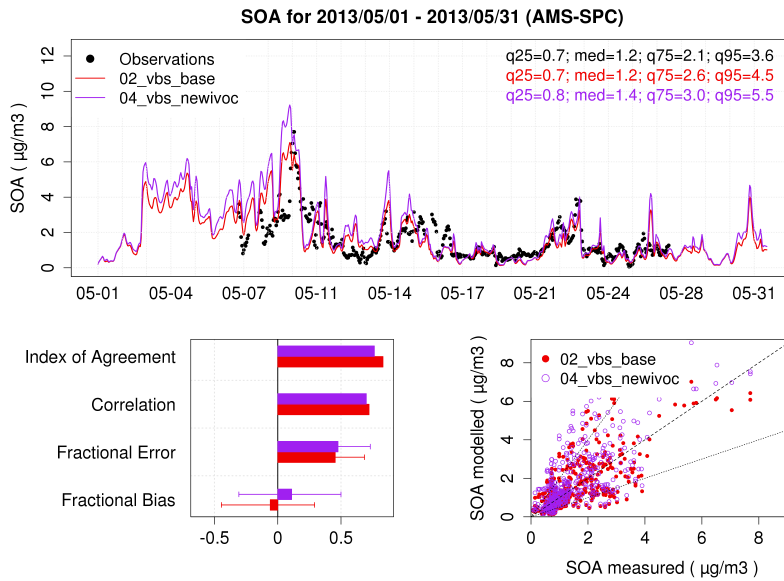 SOA for 2013/05/01 - 2013/05/31 (AMS-SPC)
SOA ( µg/m3 )
12
10
8
6
4
2
0
Observations
02_vbs_base
04_vbs_newivoc
q25=0.7; med=1.2; q75=2.1; q95=3.6
q25=0.7; med=1.2; q75=2.6; q95=4.5
q25=0.8; med=1.4; q75=3.0; q95=5.5
05-01 05-04 05-07 05-11 05-14 05-17 05-21 05-24 05-28 05-31
Index of Agreement
Correlation
Fractional Error
Fractional Bias
-0.5 0.0 0.5
SOA modelled ( µg/m3 )
8
6
4
2
0
02_vbs_base
04_vbs_newivoc
0 2 4 6 8
SOA measured ( µg/m3 )